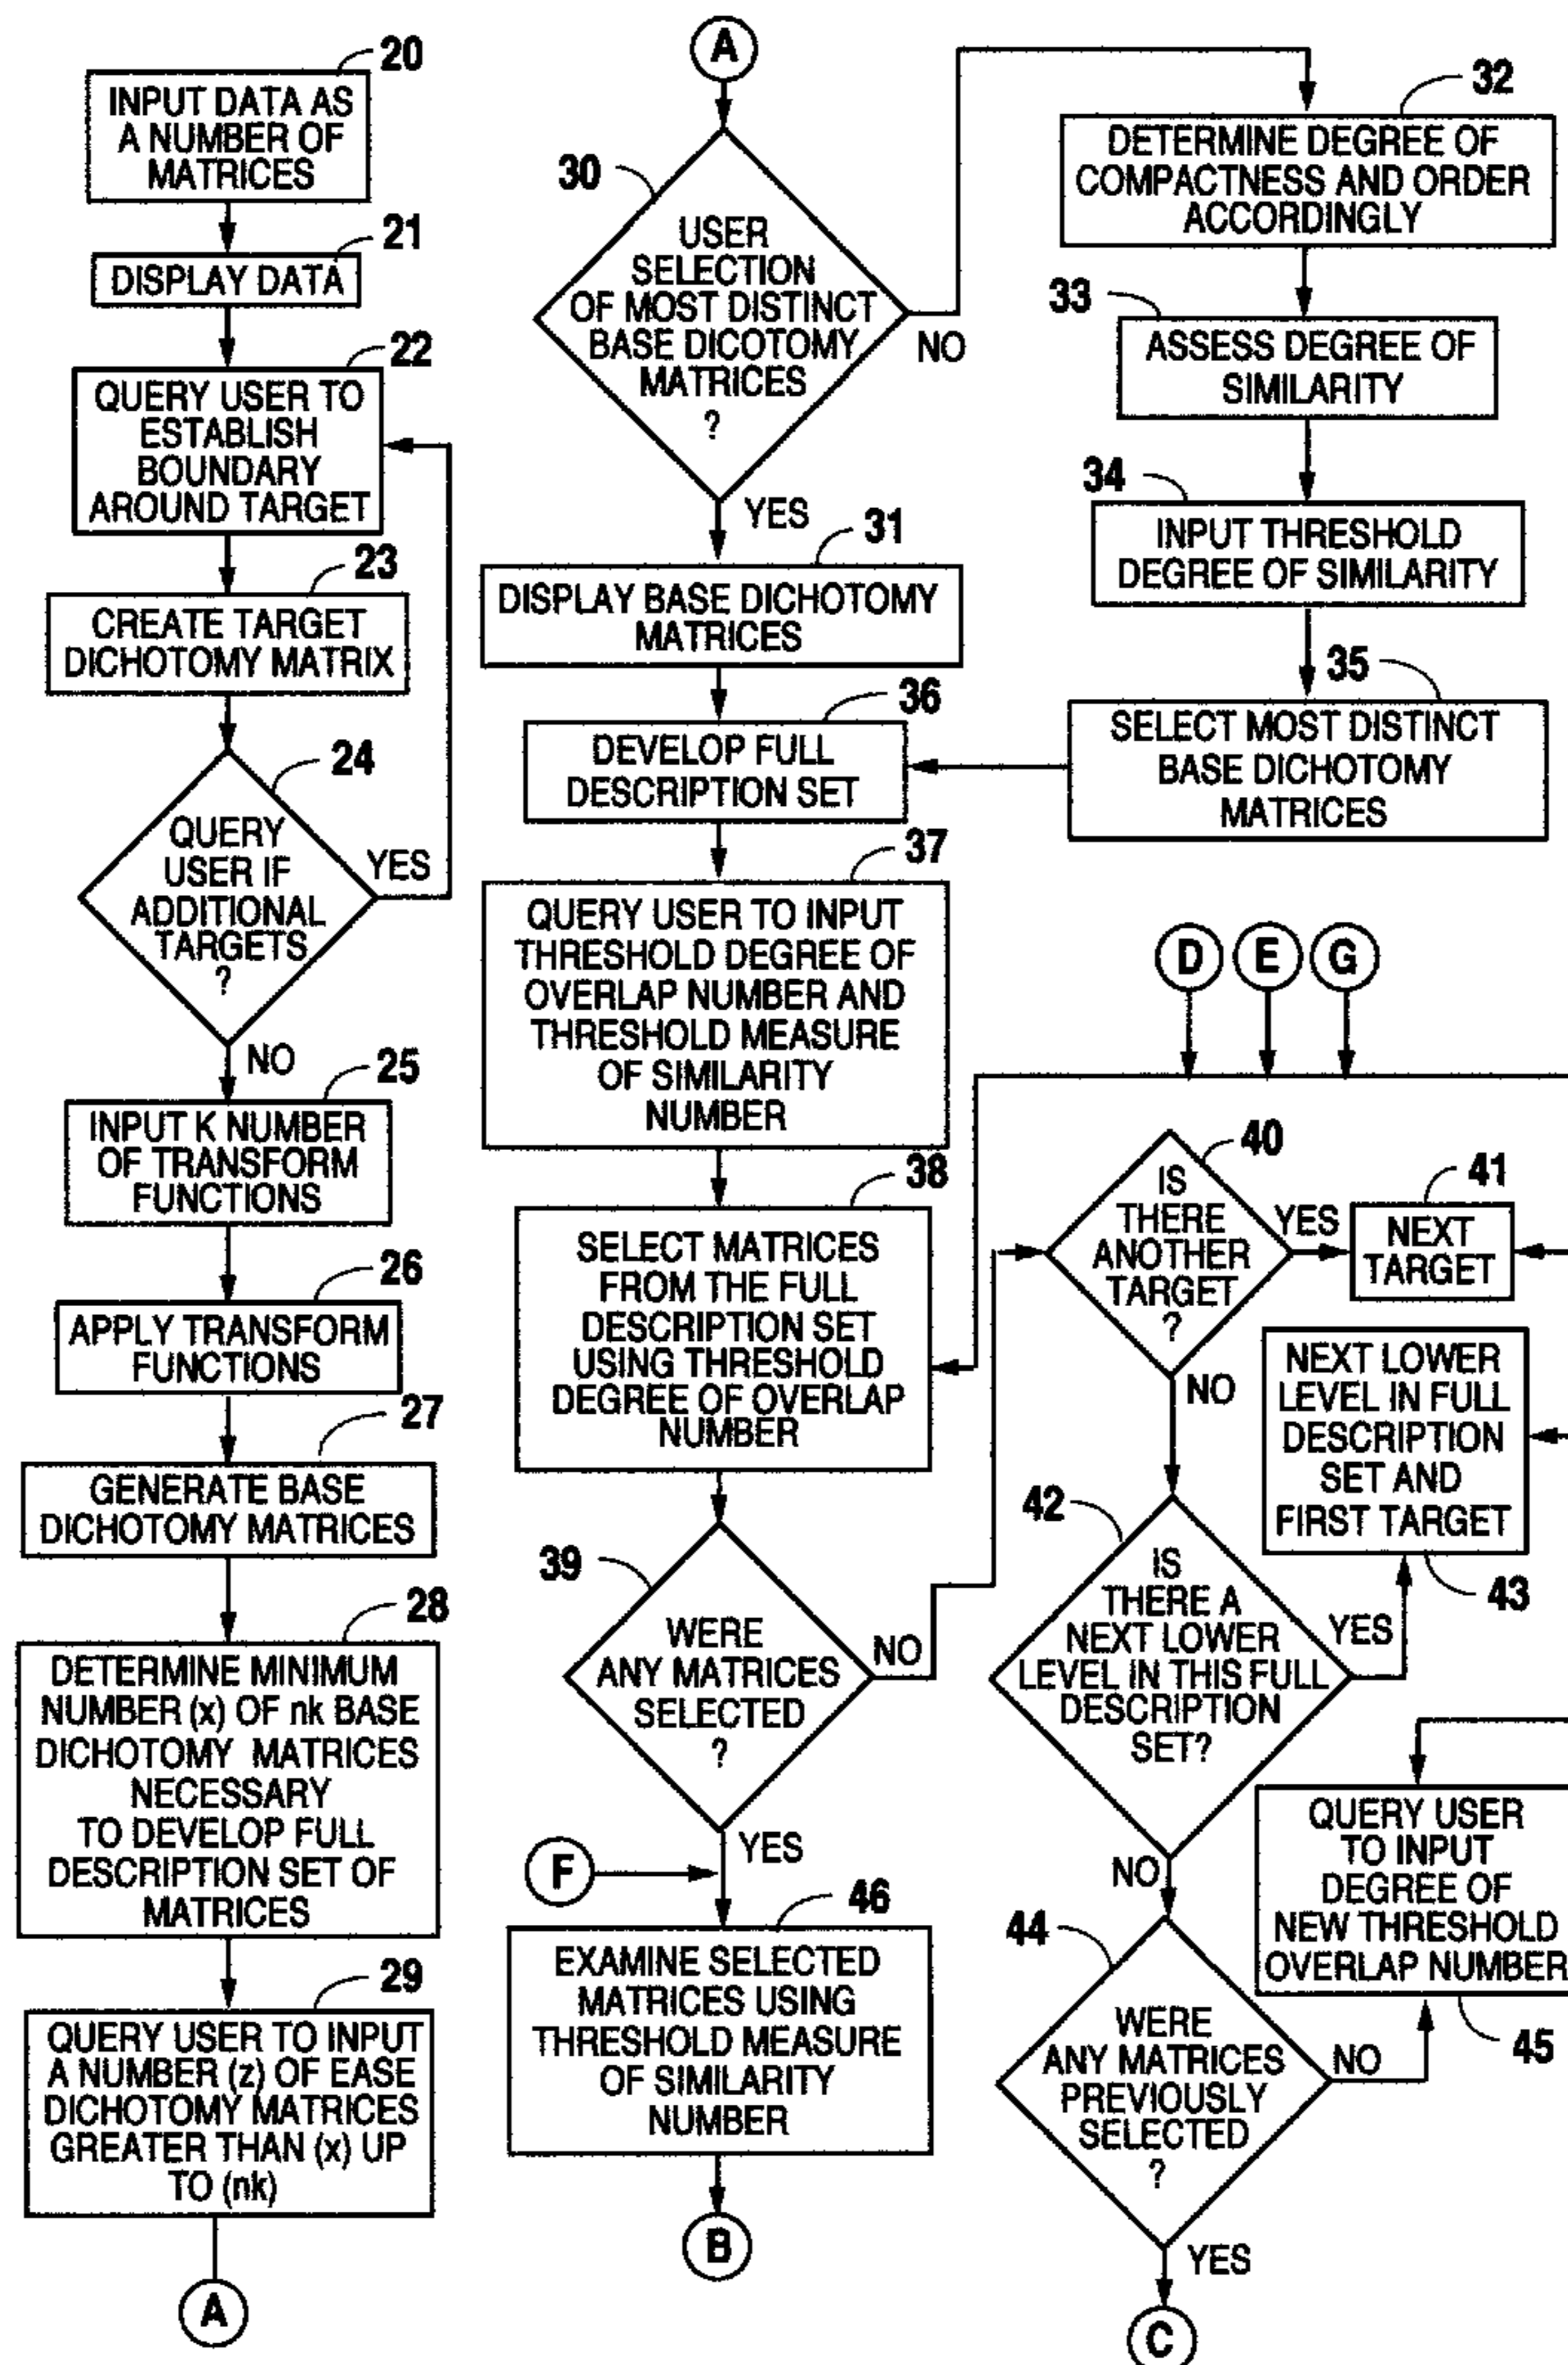 20
INPUT DATA AS
A NUMBER OF
MATRICES
21
DISPLAY DATA
22
QUERY USER TO
ESTABLISH
BOUNDARY
AROUND TARGET
23
CREATE TARGET
DICHOTOMY MATRIX
24
QUERY
USER IF
ADDITIONAL
TARGETS
?
YES
NO
25
INPUT K NUMBER
OF TRANSFORM
FUNCTIONS
26
APPLY TRANSFORM
FUNCTIONS
27
GENERATE BASE
DICHOTOMY MATRICES
28
DETERMINE MINIMUM
NUMBER (x) OF nk BASE
DICHOTOMY MATRICES
NECESSARY
TO DEVELOP FULL
DESCRIPTION SET OF
MATRICES
29
QUERY USER TO INPUT
A NUMBER (z) OF EASE
DICHOTOMY MATRICES
GREATER THAN (x) UP
TO (nk)
A
A
30
USER
SELECTION
OF MOST DISTINCT
BASE DICOTOMY
MATRICES
?
NO
YES
31
DISPLAY BASE DICHOTOMY
MATRICES
36
DEVELOP FULL
DESCRIPTION SET
37
QUERY USER TO INPUT
THRESHOLD DEGREE OF
OVERLAP NUMBER AND
THRESHOLD MEASURE
OF SIMILARITY
NUMBER
38
SELECT MATRICES
FROM THE FULL
DESCRIPTION SET
USING THRESHOLD
DEGREE OF OVERLAP
NUMBER
39
WERE
ANY MATRICES
SELECTED
?
NO
YES
F
46
EXAMINE SELECTED
MATRICES USING
THRESHOLD MEASURE
OF SIMILARITY
NUMBER
B
32
DETERMINE DEGREE OF
COMPACTNESS AND ORDER
ACCORDINGLY
33
ASSESS DEGREE OF
SIMILARITY
34
INPUT THRESHOLD
DEGREE OF SIMILARITY
35
SELECT MOST DISTINCT
BASE DICHOTOMY
MATRICES
D E G
40
IS
THERE
ANOTHER
TARGET
?
YES
NO
41
NEXT
TARGET
NEXT LOWER
LEVEL IN FULL
DESCRIPTION
SET AND
FIRST TARGET
43
42
IS
THERE A
NEXT LOWER
LEVEL IN THIS FULL
DESCRIPTION
SET?
YES
NO
QUERY USER
TO INPUT
DEGREE OF
NEW THRESHOLD
OVERLAP NUMBER
45
44
WERE
ANY MATRICES
PREVIOUSLY
SELECTED
?
NO
YES
C